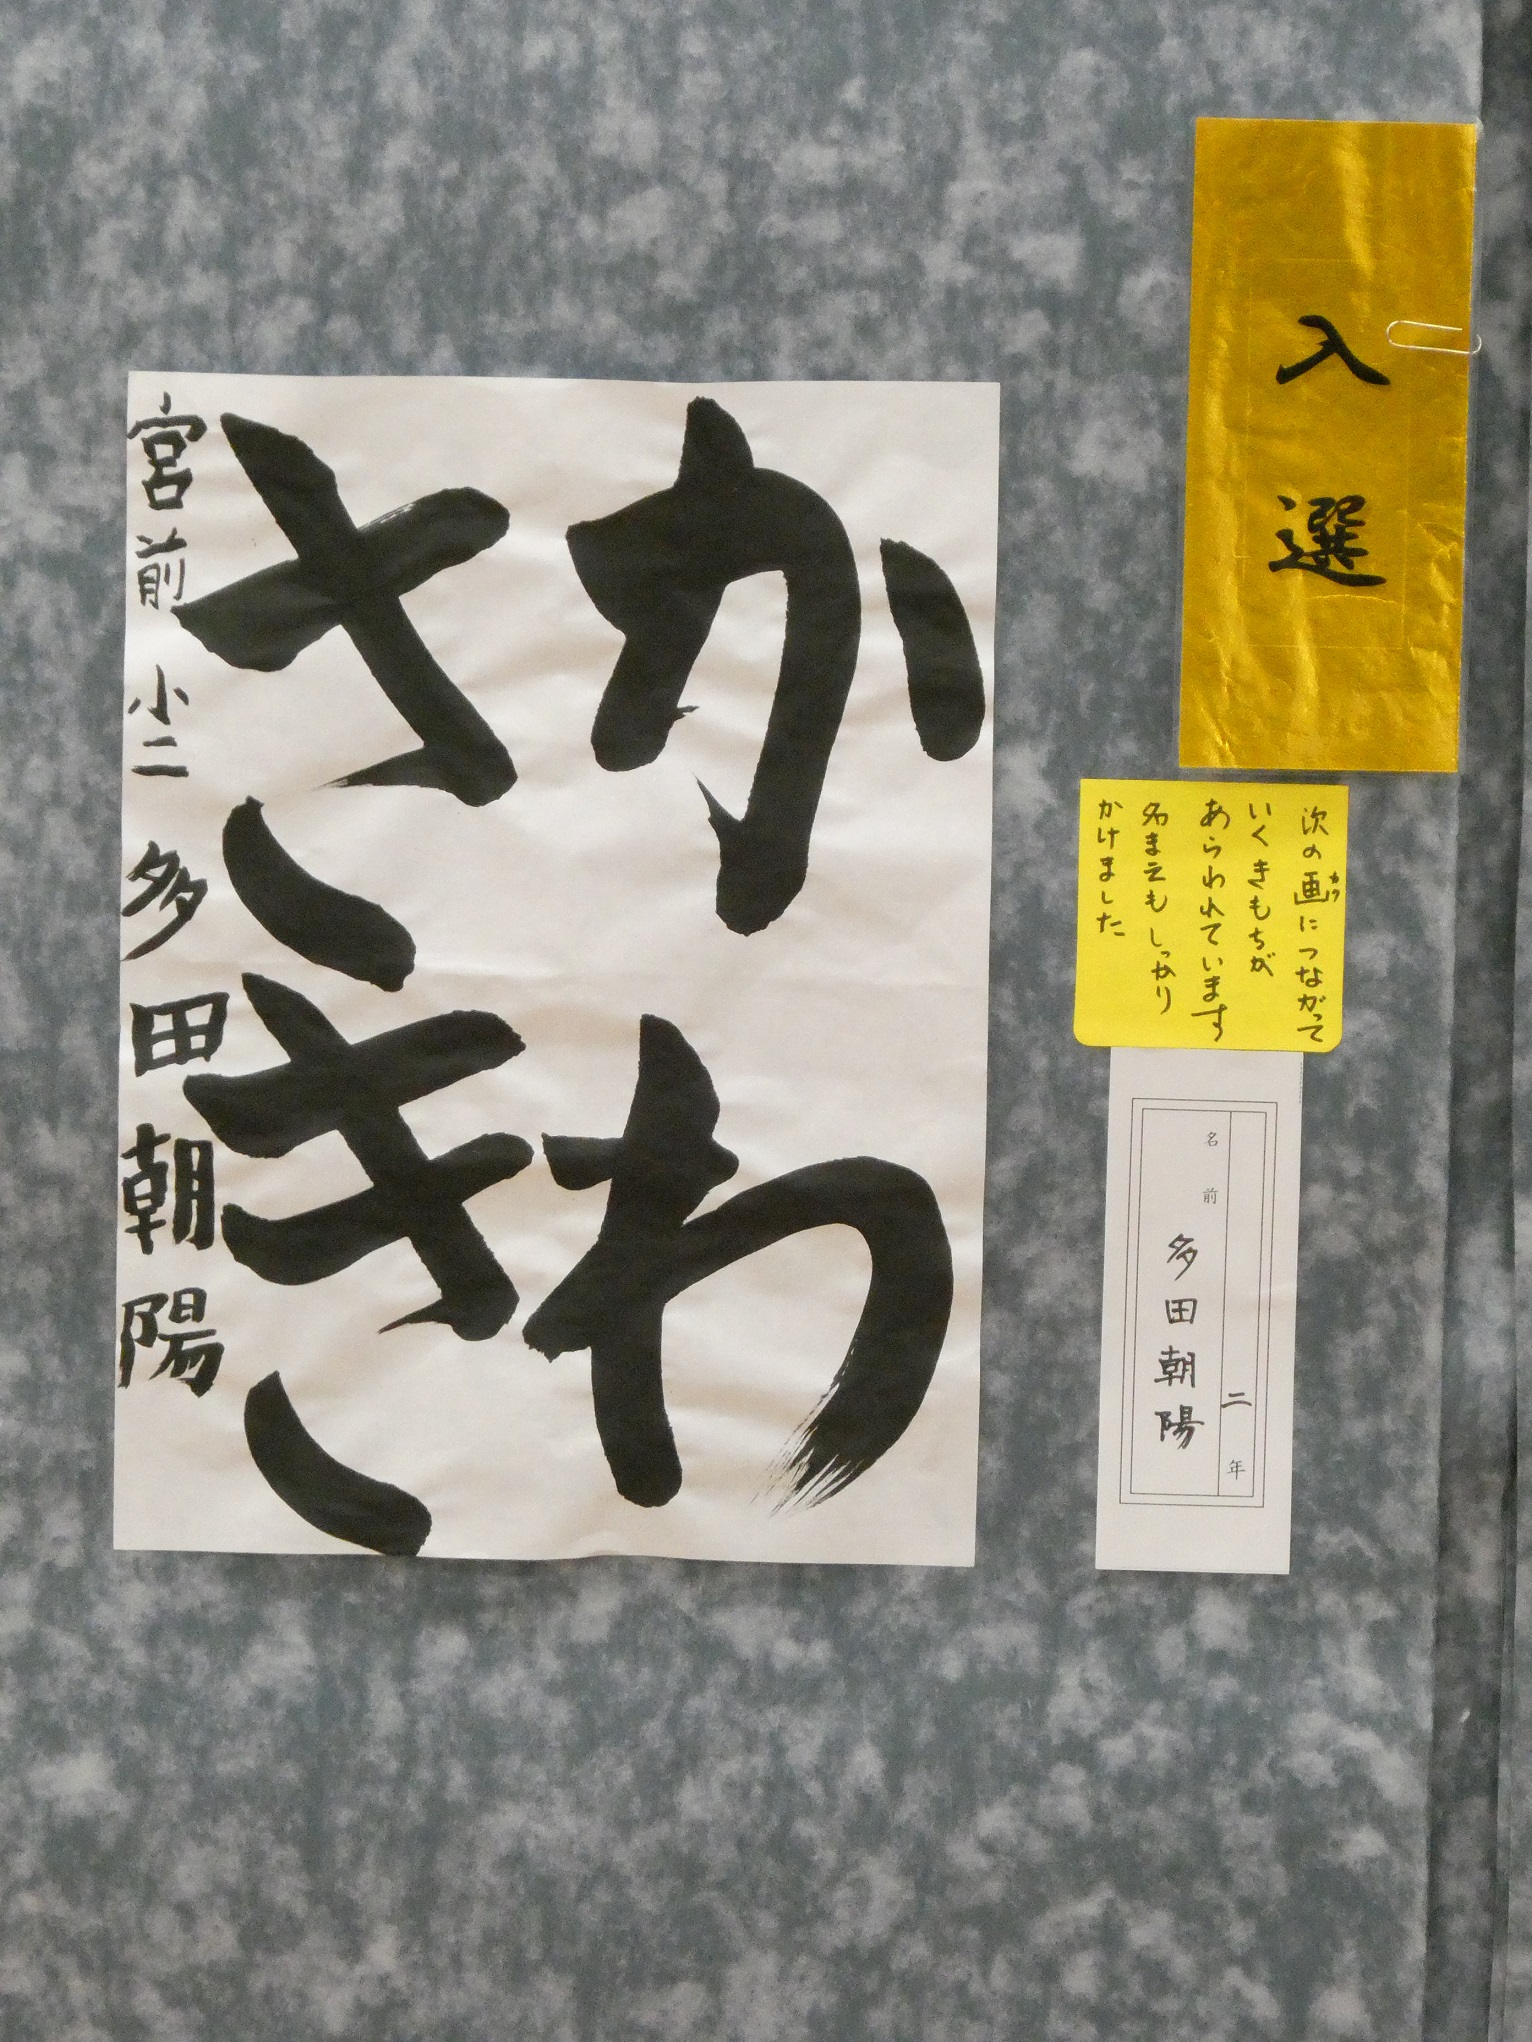 入選
次の画につながって
カク
いくきもちが
あらわれています
名まえもしっかり
かけました
二年
名前 多田朝陽
かわ
さき
宮前小二 多田朝陽